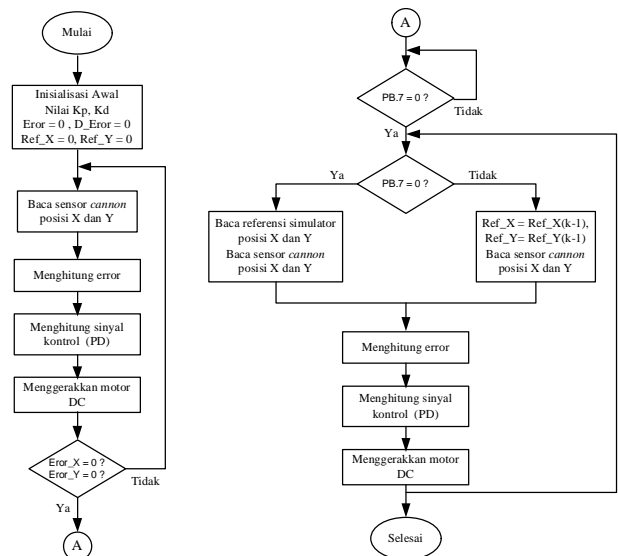 Mulai
Inisialisasi Awal
Nilai Kp, Kd
Eror = 0 , D_Eror = 0
Ref_X = 0, Ref_Y = 0
Baca sensor cannon
posisi X dan Y
Menghitung error
Menghitung sinyal
kontrol (PD)
Menggerakkan motor
DC
Eror_X = 0 ?
Eror_Y = 0 ?
Tidak
Ya
A
A
PB.7 = 0 ?
Tidak
Ya
PB.7 = 0 ?
Ya
Tidak
Baca referensi simulator
posisi X dan Y
Baca sensor cannon
posisi X dan Y
Ref_X = Ref_X(k-1),
Ref_Y= Ref_Y(k-1)
Baca sensor cannon
posisi X dan Y
Menghitung error
Menghitung sinyal
kontrol (PD)
Menggerakkan motor
DC
Selesai